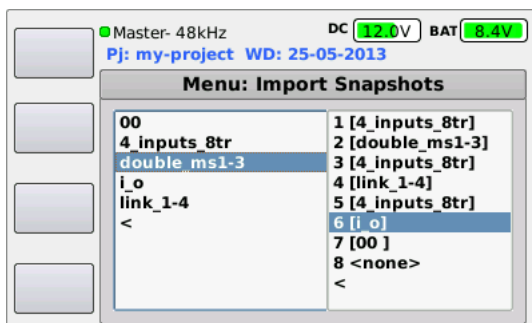 Master- 48kHz DC 12.0V BAT 8.4V
Pj: my-project WD: 25-05-2013
Menu: Import Snapshots
00
4_inputs_8tr
double_ms1-3
i_o
link_1-4
<
1 [4_inputs_8tr]
2 [double_ms1-3]
3 [4_inputs_8tr]
4 [link_1-4]
5 [4_inputs_8tr]
6 [i_o]
7 [00 ]
8 <none>
<